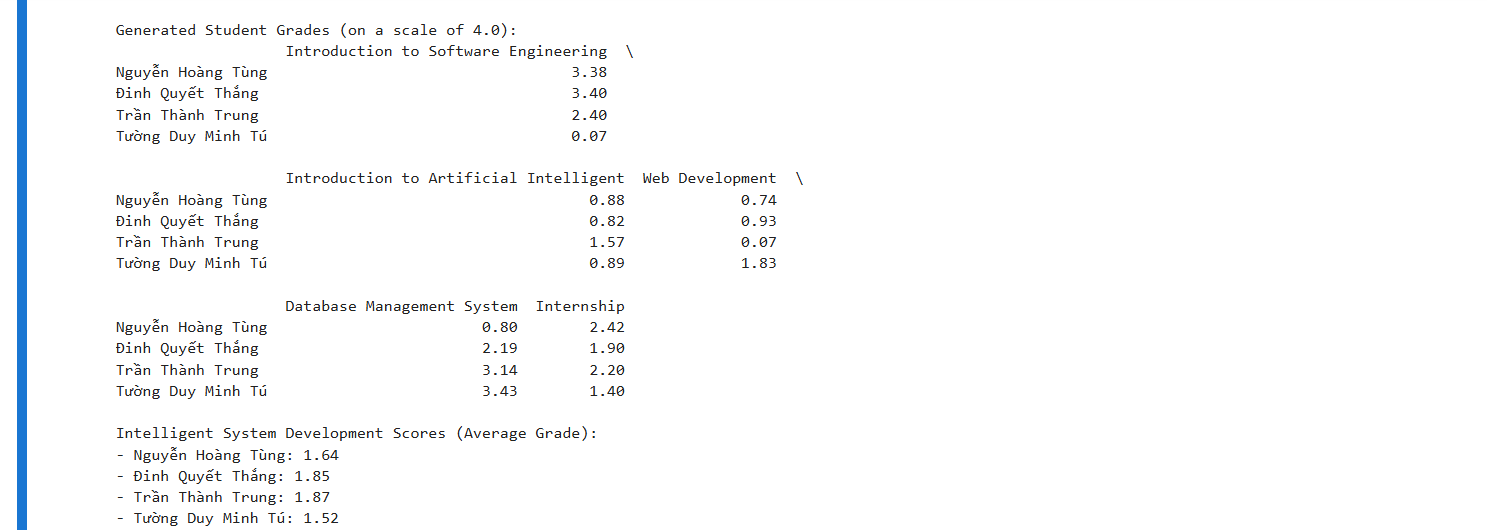 Generated Student Grades (on a scale of 4.0):
Introduction to Software Engineering \
Nguyễn Hoàng Tùng 3.38
Đinh Quyết Thắng 3.40
Trần Thành Trung 2.40
Tường Duy Minh Tú 0.07
Introduction to Artificial Intelligent Web Development \
Nguyễn Hoàng Tùng 0.88 0.74
Đinh Quyết Thắng 0.82 0.93
Trần Thành Trung 1.57 0.07
Tường Duy Minh Tú 0.89 1.83
Database Management System Internship
Nguyễn Hoàng Tùng 0.80 2.42
Đinh Quyết Thắng 2.19 1.90
Trần Thành Trung 3.14 2.20
Tường Duy Minh Tú 3.43 1.40
Intelligent System Development Scores (Average Grade):
- Nguyễn Hoàng Tùng: 1.64
- Đinh Quyết Thắng: 1.85
- Trần Thành Trung: 1.87
- Tường Duy Minh Tú: 1.52